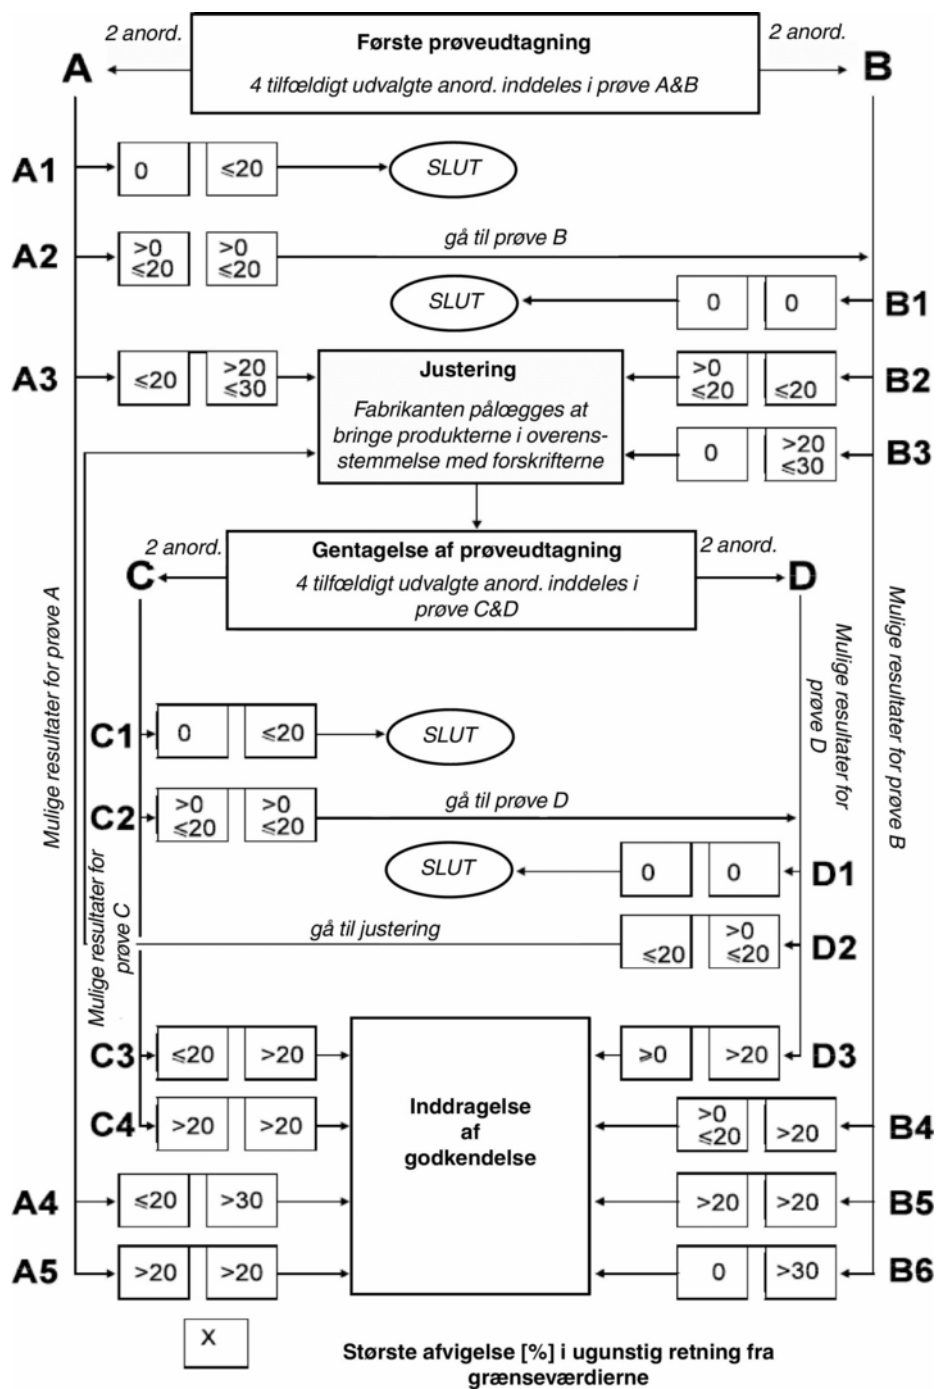 2 anord.
Første prøveudtagning
2 anord.
A
4 tilfældigt udvalgte anord. inddeles i prøve A&B
B
A1
0
≤20
SLUT
A2
>0
≤20
>0
≤20
gå til prøve B
SLUT
0
0
B1
A3
≤20
>20
≤30
Justering
Fabrikanten pålægges at
bringe produkterne i overens-
stemmelse med forskrifterne
>0
≤20
≤20
B2
0
>20
≤30
B3
2 anord.
Gentagelse af prøveudtagning
2 anord.
C
4 tilfældigt udvalgte anord. inddeles i
prøve C&D
D
Mulige resultater for prøve A
Mulige resultater for
prøve D
Mulige resultater for prøve B
C1
0
≤20
SLUT
C2
>0
≤20
>0
≤20
gå til prøve D
SLUT
0
0
D1
Mulige resultater for
prøve C
gå til justering
≤20
>0
≤20
D2
C3
≤20
>20
Inddragelse
af
godkendelse
≥0
>20
D3
C4
>20
>20
>0
≤20
>20
B4
A4
≤20
>30
>20
>20
B5
A5
>20
>20
0
>30
B6
X
Største afvigelse [%] i ugunstig retning fra
grænseværdierne